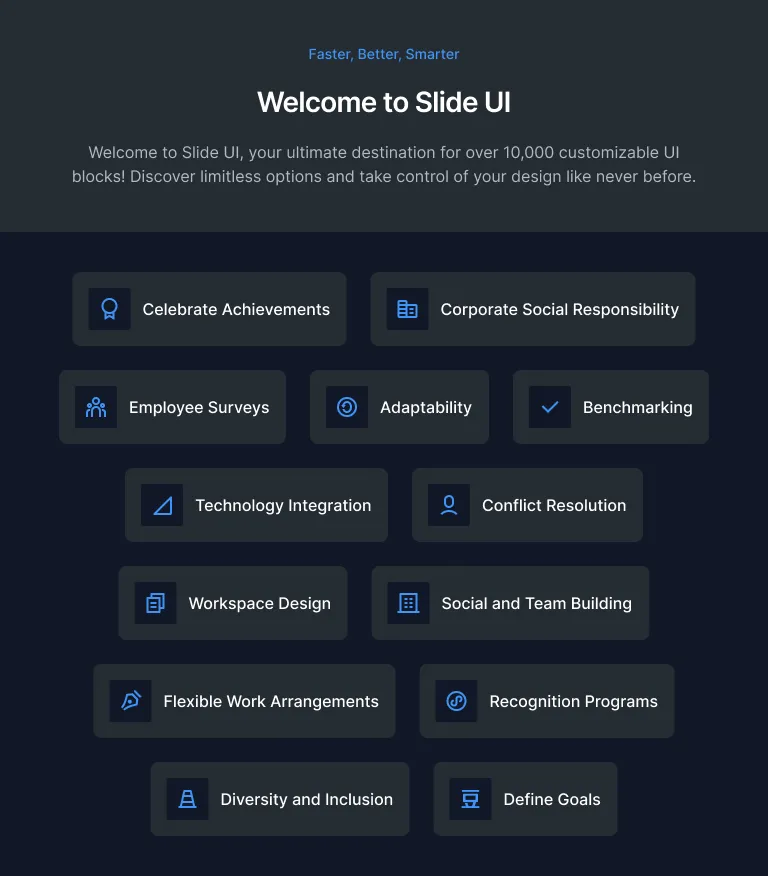 Faster, Better, Smarter
Welcome to Slide UI
Welcome to Slide UI, your ultimate destination for over 10,000 customizable UI
blocks! Discover limitless options and take control of your design like never before.
Celebrate Achievements
Corporate Social Responsibility
Employee Surveys
Adaptability
Benchmarking
Technology Integration
Conflict Resolution
Workspace Design
Social and Team Building
Flexible Work Arrangements
Recognition Programs
Diversity and Inclusion
Define Goals